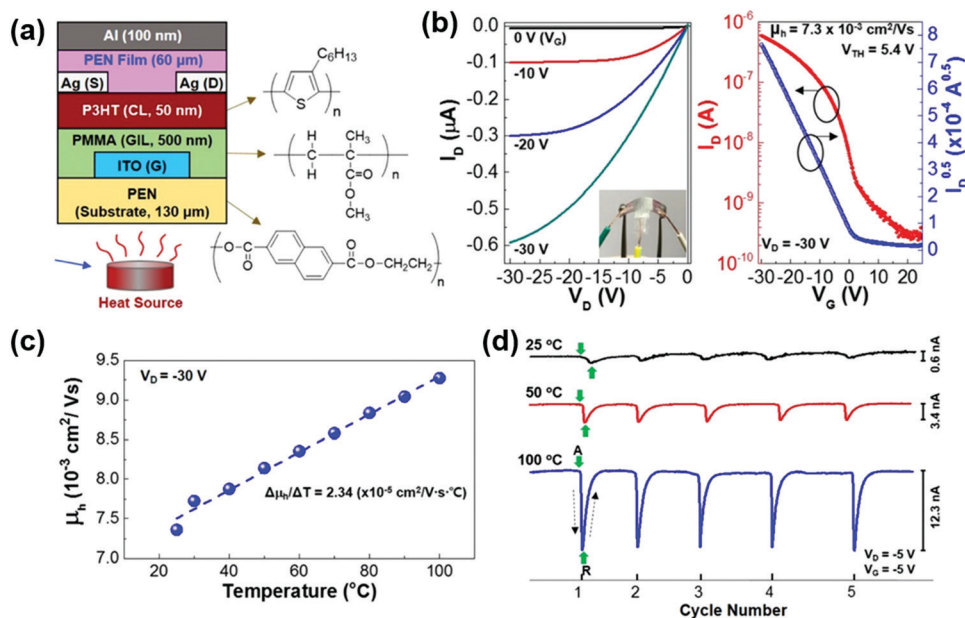 (a)
Al (100 nm)
PEN Film (60 μm)
Ag (S) Ag (D)
P3HT (CL, 50 nm)
PMMA (GIL, 500 nm)
ITO (G)
PEN
(Substrate, 130 μm)
Heat Source
C6H13
S
n
H CH3
C C
H C=O
O
CH3
n
OC
O
C
O
OCH2CH2
n
(b)
0.0
-0.1
-0.2
-0.3
-0.4
-0.5
-0.6
ID (μA)
0 V (VG)
-10 V
-20 V
-30 V
-30 -25 -20 -15 -10 -5 0
VD (V)
μh = 7.3 x 10-3 cm2/Vs
VTH = 5.4 V
10-6
10-7
10-8
10-9
10-10
ID (A)
VD = -30 V
-30 -20 -10 0 10 20
VG (V)
8
7
6
5
4
3
2
1
0
ID0.5 (x10-4 A0.5)
(c)
VD = -30 V
9.5
9.0
8.5
8.0
7.5
7.0
μh (10-3 cm2/ Vs)
Δμh/ΔT = 2.34 (x10-5 cm2/V·s·°C)
20 40 60 80 100
Temperature (°C)
(d)
25 °C
0.6 nA
50 °C
3.4 nA
100 °C
A
R
12.3 nA
VD = -5 V
VG = -5 V
1 2 3 4 5
Cycle Number